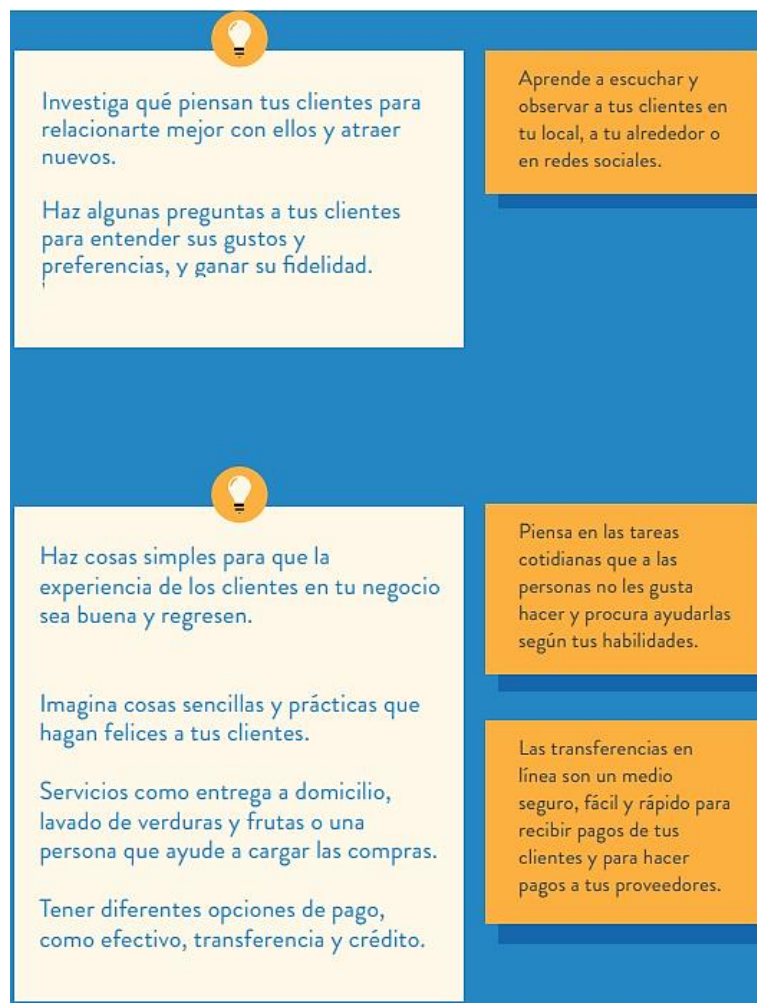 Investiga qué piensan tus clientes para
relacionarte mejor con ellos y atraer
nuevos.
Haz algunas preguntas a tus clientes
para entender sus gustos y
preferencias, y ganar su fidelidad.
Aprende a escuchar y
observar a tus clientes en
tu local, a tu alrededor o
en redes sociales.
Haz cosas simples para que la
experiencia de los clientes en tu negocio
sea buena y regresen.
Imagina cosas sencillas y prácticas que
hagan felices a tus clientes.
Servicios como entrega a domicilio,
lavado de verduras y frutas o una
persona que ayude a cargar las compras.
Tener diferentes opciones de pago,
como efectivo, transferencia y crédito.
Piensa en las tareas
cotidianas que a las
personas no les gusta
hacer y procura ayudarlas
según tus habilidades.
Las transferencias en
línea son un medio
seguro, fácil y rápido para
recibir pagos de tus
clientes y para hacer
pagos a tus proveedores.